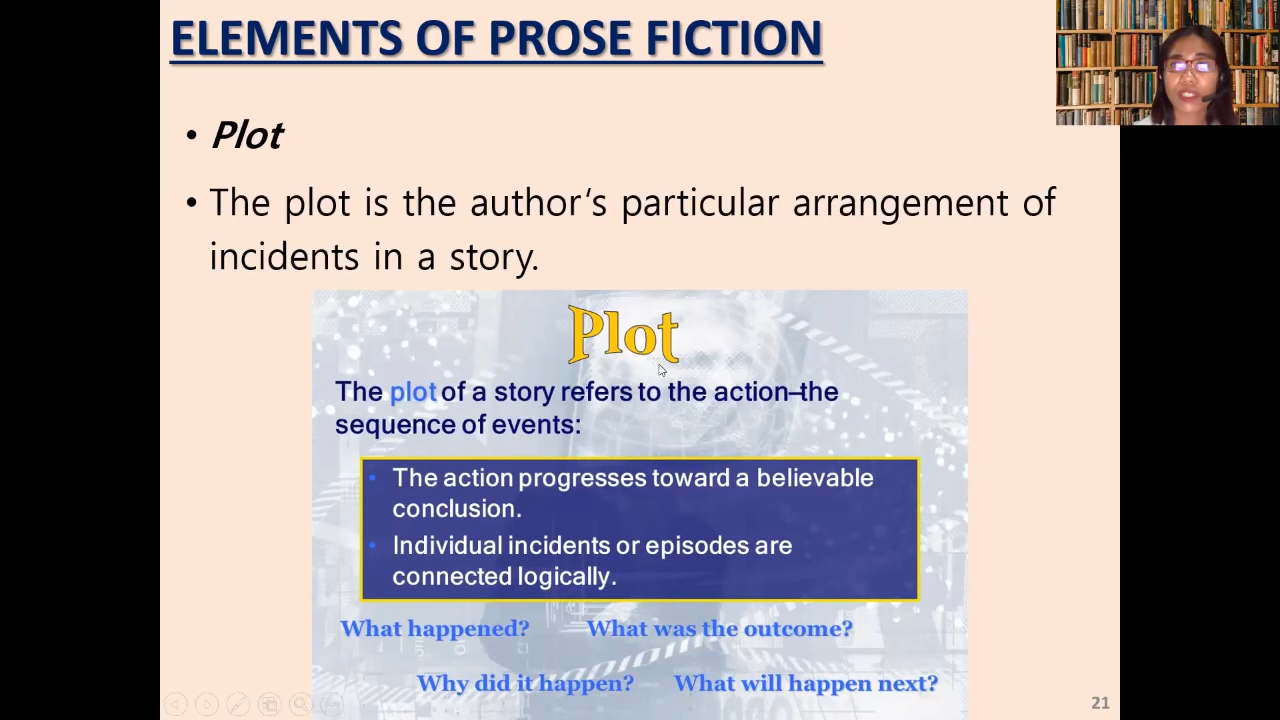 ELEMENTS OF PROSE FICTION
• Plot
• The plot is the author‘s particular arrangement of
incidents in a story.
Plot
The plot of a story refers to the action–the
sequence of events:
• The action progresses toward a believable
conclusion.
• Individual incidents or episodes are
connected logically.
What happened? What was the outcome?
Why did it happen? What will happen next?
21